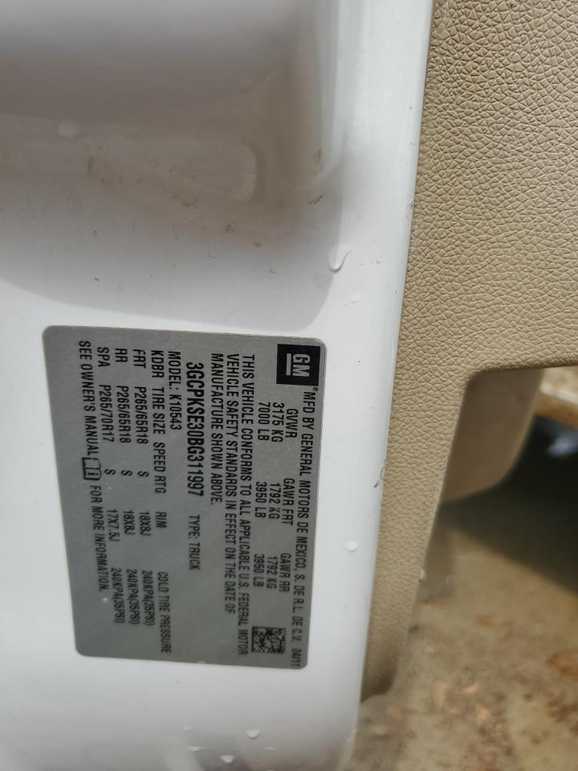 GM
MFD BY GENERAL MOTORS DE MEXICO, S. DE R.L. DE C.V. 04/11
GVWR GAWR FRT GAWR RR
3175 KG 1792 KG 1792 KG
7000 LB 3950 LB 3950 LB
THIS VEHICLE CONFORMS TO ALL APPLICABLE U.S. FEDERAL MOTOR
VEHICLE SAFETY STANDARDS IN EFFECT ON THE DATE OF
MANUFACTURE SHOWN ABOVE.
3GCPKSE30BG311997 TYPE: TRUCK
MODEL: K10543
KDBR TIRE SIZE SPEED RTG RIM COLD TIRE PRESSURE
FRT P265/65R18 S 18X8J 240KPA(35PSI)
RR P265/65R18 S 18X8J 240KPA(35PSI)
SPA P265/70R17 S 17X7.5J 240KPA(35PSI)
SEE OWNER'S MANUAL FOR MORE INFORMATION.